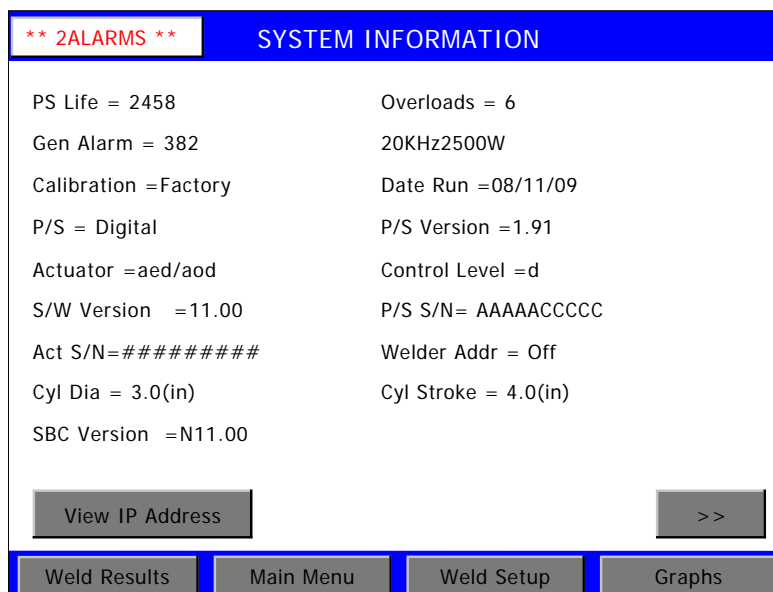 ** 2ALARMS ** SYSTEM INFORMATION
PS Life = 2458 Overloads = 6
Gen Alarm = 382 20KHz2500W
Calibration =Factory Date Run =08/11/09
P/S = Digital P/S Version =1.91
Actuator =aed/aod Control Level =d
S/W Version =11.00 P/S S/N= AAAAACCCCC
Act S/N=######### Welder Addr = Off
Cyl Dia = 3.0(in) Cyl Stroke = 4.0(in)
SBC Version =N11.00
View IP Address >>
Weld Results Main Menu Weld Setup Graphs